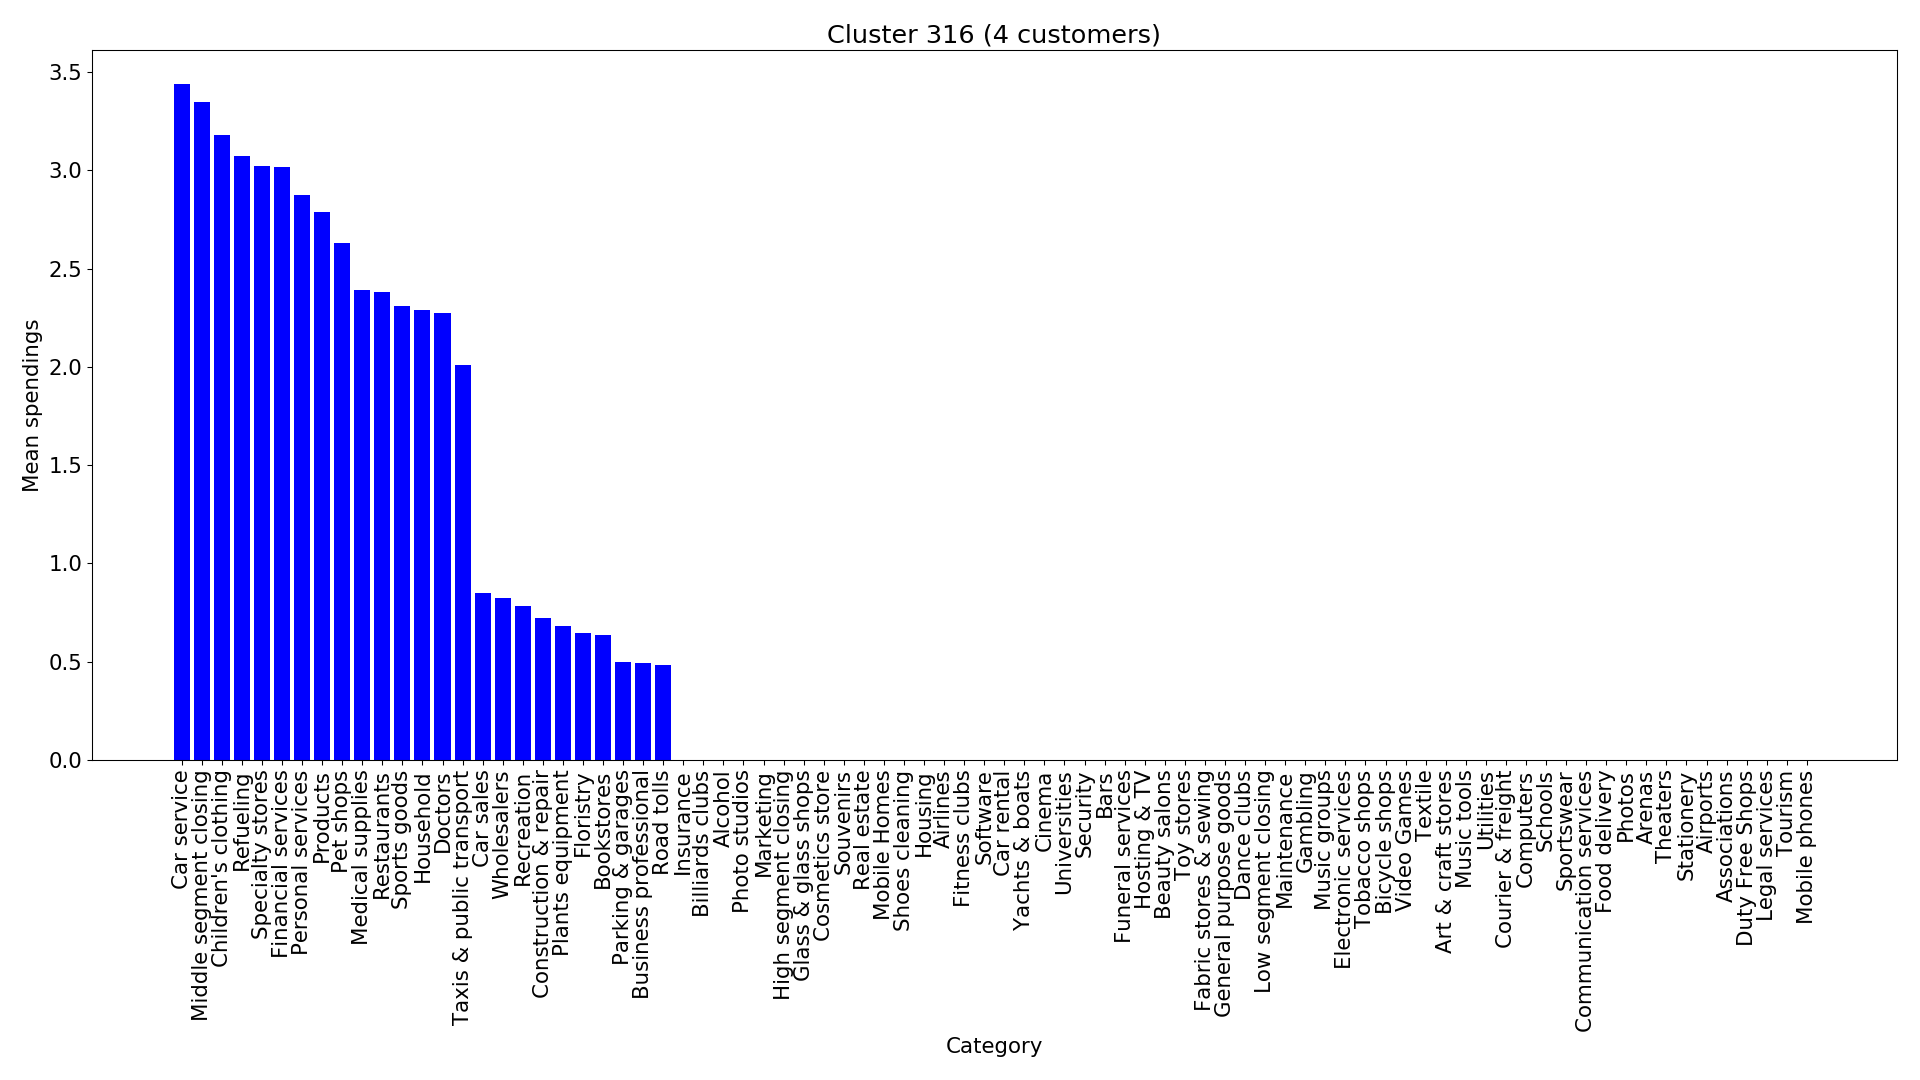 Cluster 316 (4 customers)
3.5
3.0
2.5
2.0
1.5
1.0
0.5
0.0
Mean spendings
Car service
Middle segment closing
Children's clothing
Refueling
Specialty stores
Financial services
Personal services
Products
Pet shops
Medical supplies
Restaurants
Sports goods
Household
Doctors
Taxis & public transport
Car sales
Wholesalers
Recreation
Construction & repair
Plants equipment
Floristry
Bookstores
Parking & garages
Business professional
Road tolls
Insurance
Billiards clubs
Alcohol
Photo studios
Marketing
High segment closing
Glass & glass shops
Cosmetics store
Souvenirs
Real estate
Mobile Homes
Shoes cleaning
Housing
Airlines
Fitness clubs
Software
Car rental
Yachts & boats
Cinema
Universities
Security
Bars
Funeral services
Hosting & TV
Beauty salons
Toy stores
Fabric stores & sewing
General purpose goods
Dance clubs
Low segment closing
Maintenance
Gambling
Music groups
Electronic services
Tobacco shops
Bicycle shops
Video Games
Textile
Art & craft stores
Music tools
Utilities
Courier & freight
Computers
Schools
Sportswear
Communication services
Food delivery
Photos
Arenas
Theaters
Stationery
Airports
Associations
Duty Free Shops
Legal services
Tourism
Mobile phones
Category